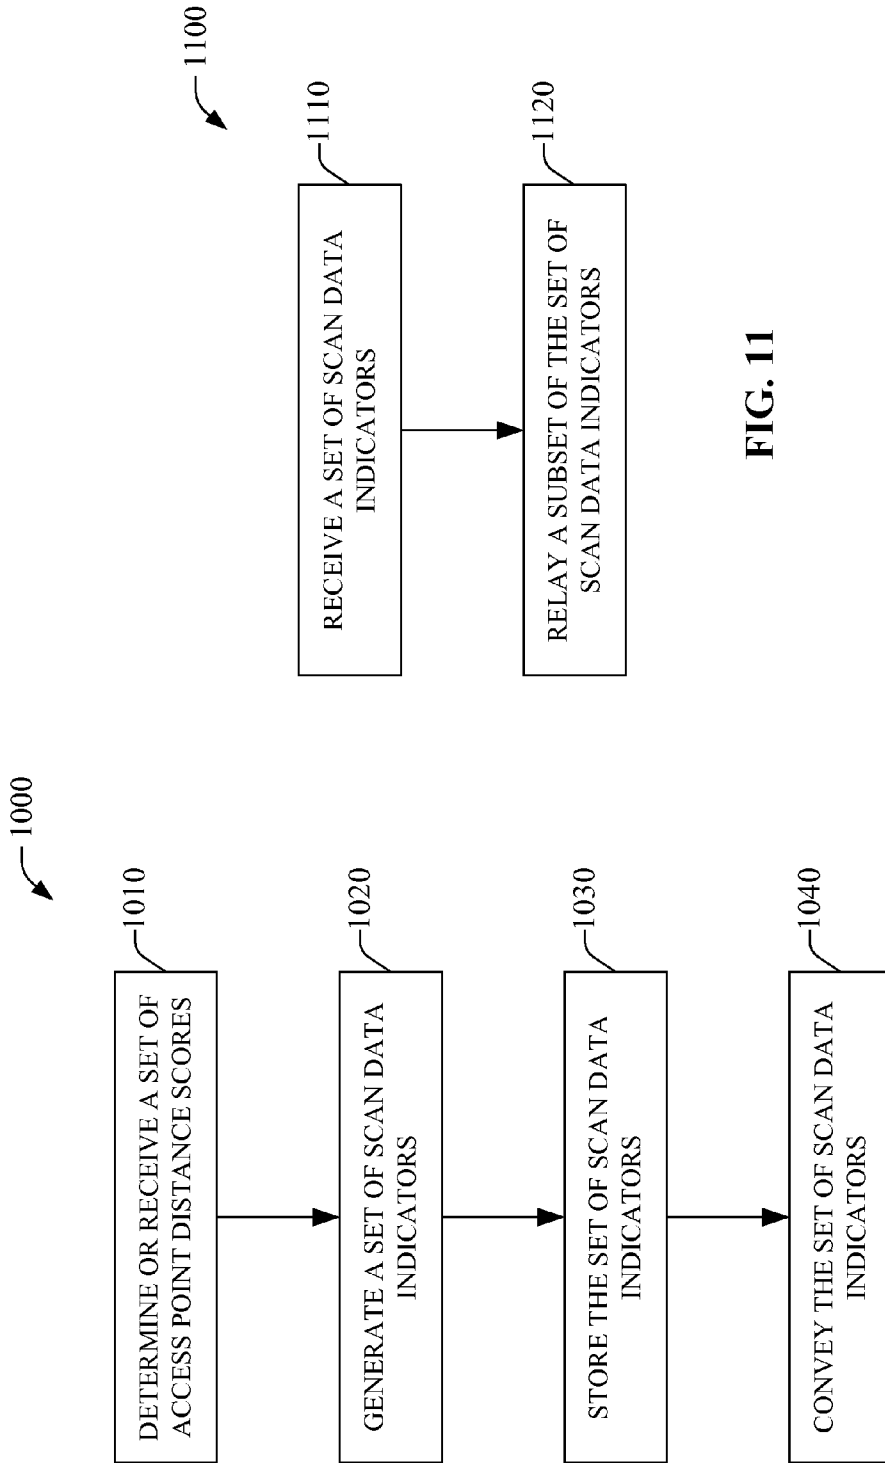 1000
DETERMINE OR RECEIVE A SET OF
ACCESS POINT DISTANCE SCORES
1010
GENERATE A SET OF SCAN DATA
INDICATORS
1020
STORE THE SET OF SCAN DATA
INDICATORS
1030
CONVEY THE SET OF SCAN DATA
INDICATORS
1040
1100
RECEIVE A SET OF SCAN DATA
INDICATORS
1110
RELAY A SUBSET OF THE SET OF
SCAN DATA INDICATORS
1120
FIG. 11